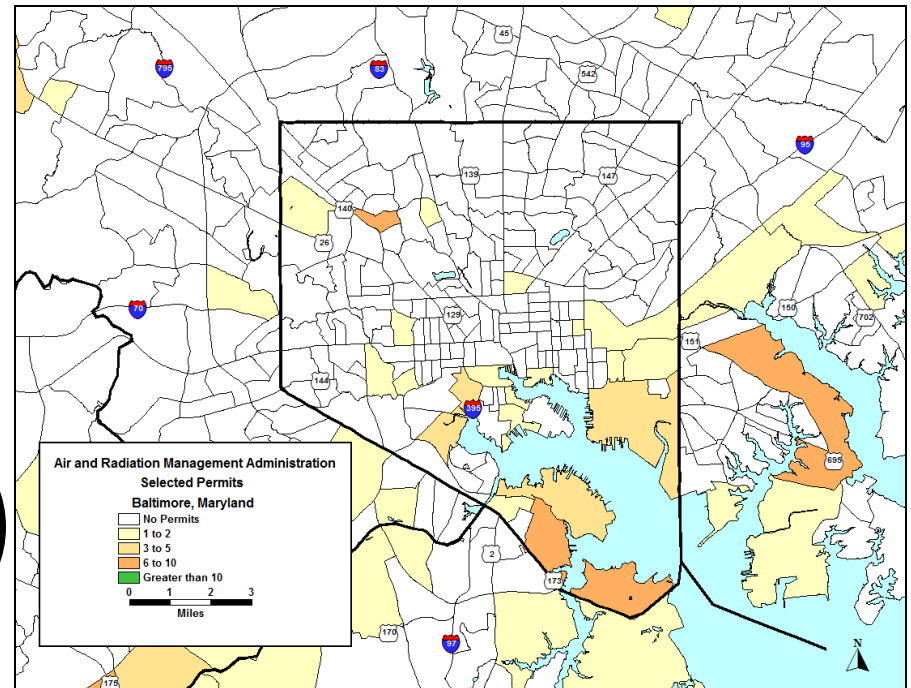 45
795
83
542
95
139
147
140
26
70
129
150
702
151
144
395
695
Air and Radiation Management Administration
Selected Permits
Baltimore, Maryland
No Permits
1 to 2
3 to 5
6 to 10
Greater than 10
0 1 2 3
Miles
2
173
170
97
175
N